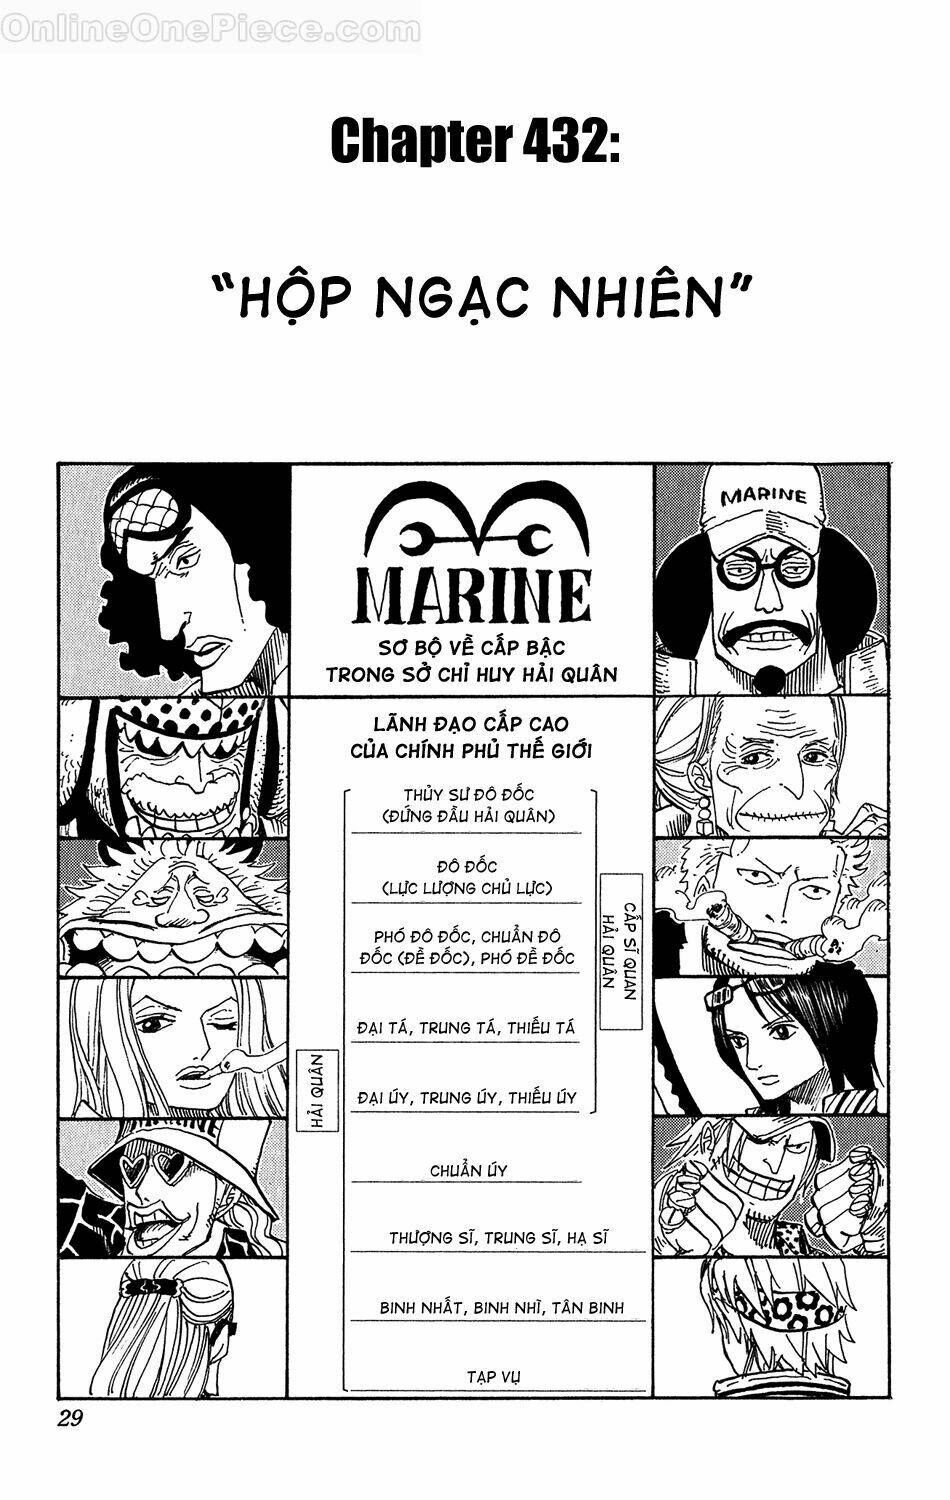 OnlineOnePiece.com
Chapter 432:
“HỘP NGẠC NHIÊN”
MARINE
MARINE
SƠ BỘ VỀ CẤP BẬC
TRONG SỞ CHỈ HUY HẢI QUÂN
LÃNH ĐẠO CẤP CAO
CỦA CHÍNH PHỦ THẾ GIỚI
THỦY SƯ ĐÔ ĐỐC
(ĐỨNG ĐẦU HẢI QUÂN)
ĐÔ ĐỐC
(LỰC LƯỢNG CHỦ LỰC)
PHÓ ĐÔ ĐỐC, CHUẨN ĐÔ
ĐỐC (ĐỀ ĐỐC), PHÓ ĐỀ ĐỐC
CẤP SĨ QUAN
HẢI QUÂN
ĐẠI TÁ, TRUNG TÁ, THIẾU TÁ
HẢI QUÂN
ĐẠI ÚY, TRUNG ÚY, THIẾU ÚY
MARINE
CHUẨN ÚY
THƯỢNG SĨ, TRUNG SĨ, HẠ SĨ
BINH NHẤT, BINH NHÌ, TÂN BINH
TẠP VỤ
29